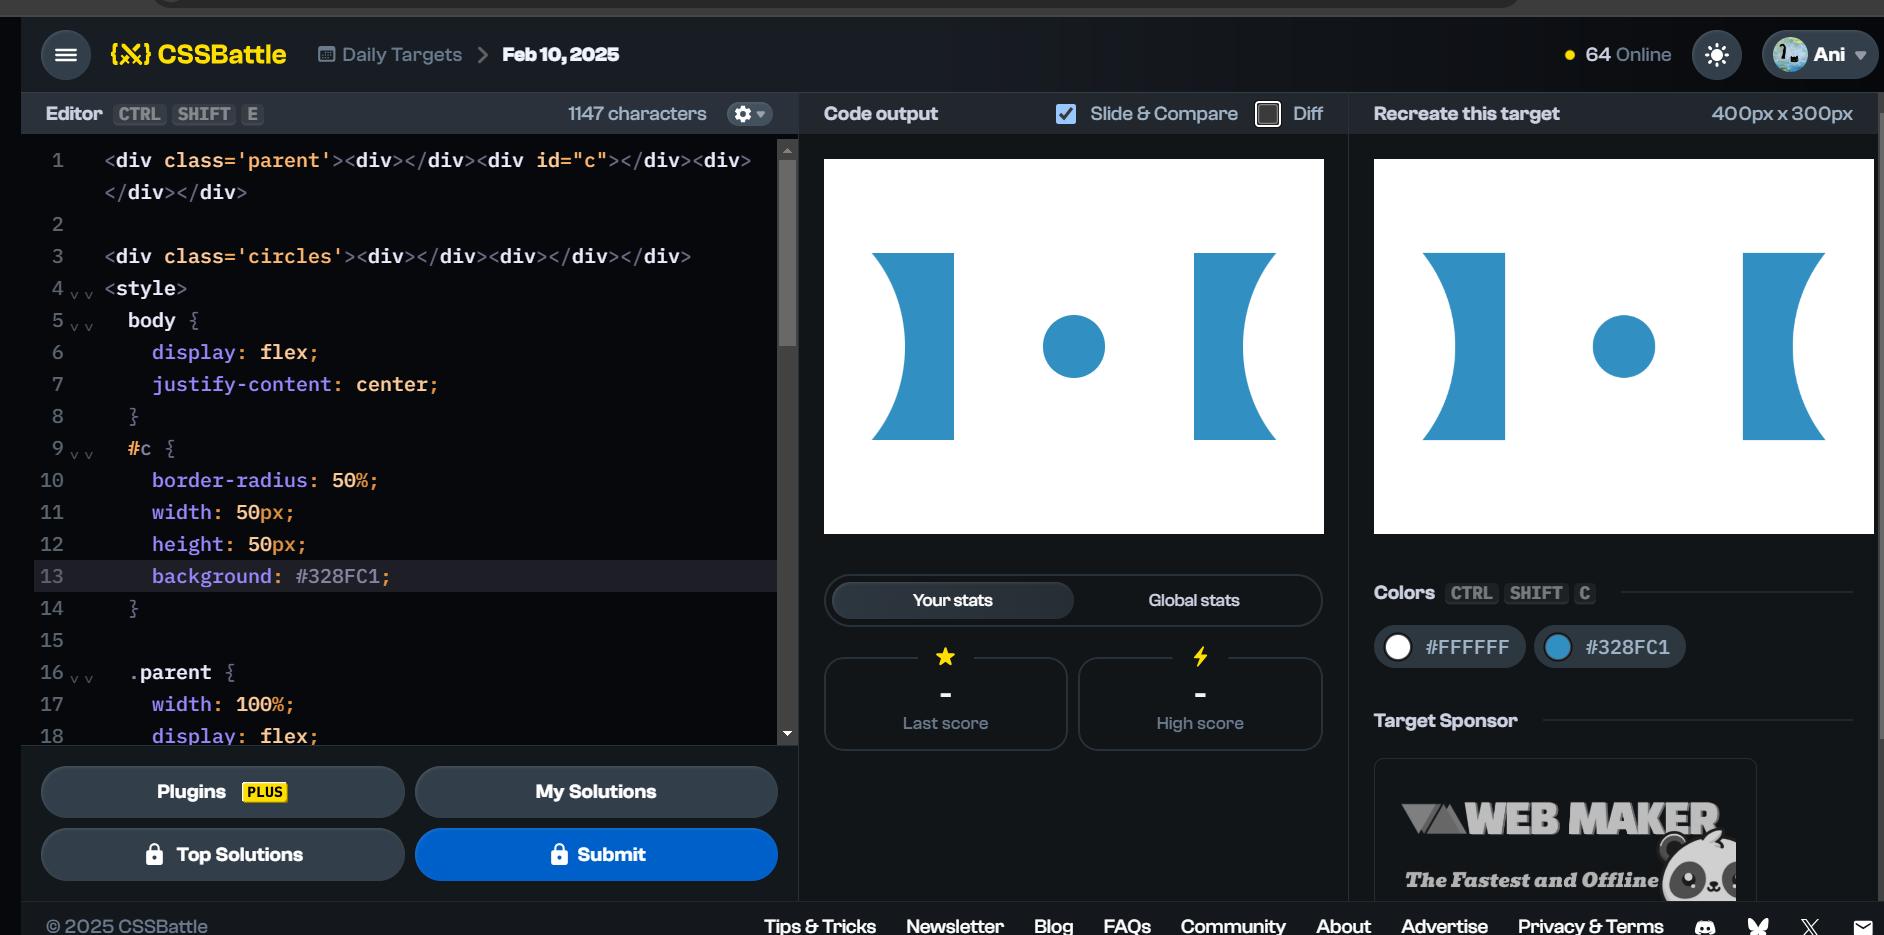 {X} CSSBattle
Daily Targets
Feb 10, 2025
64 Online
Ani
Editor CTRL SHIFT E
1147 characters
1 <div class='parent'><div></div><div id="c"></div><div>
</div></div>
2
3 <div class='circles'><div></div><div></div></div>
4 <style>
5 body {
6 display: flex;
7 justify-content: center;
8 }
9 #c {
10 border-radius: 50%;
11 width: 50px;
12 height: 50px;
13 background: #328FC1;
14 }
15
16 .parent {
17 width: 100%;
18 display: flex;
Plugins PLUS
My Solutions
Top Solutions
Submit
Code output
Slide & Compare
Diff
Your stats
Global stats
-
Last score
-
High score
Recreate this target
400px x 300px
Colors CTRL SHIFT C
#FFFFFF
#328FC1
Target Sponsor
WEB MAKER
The Fastest and Offline
© 2025 CSSBattle
Tips & Tricks
Newsletter
Blog
FAQs
Community
About
Advertise
Privacy & Terms